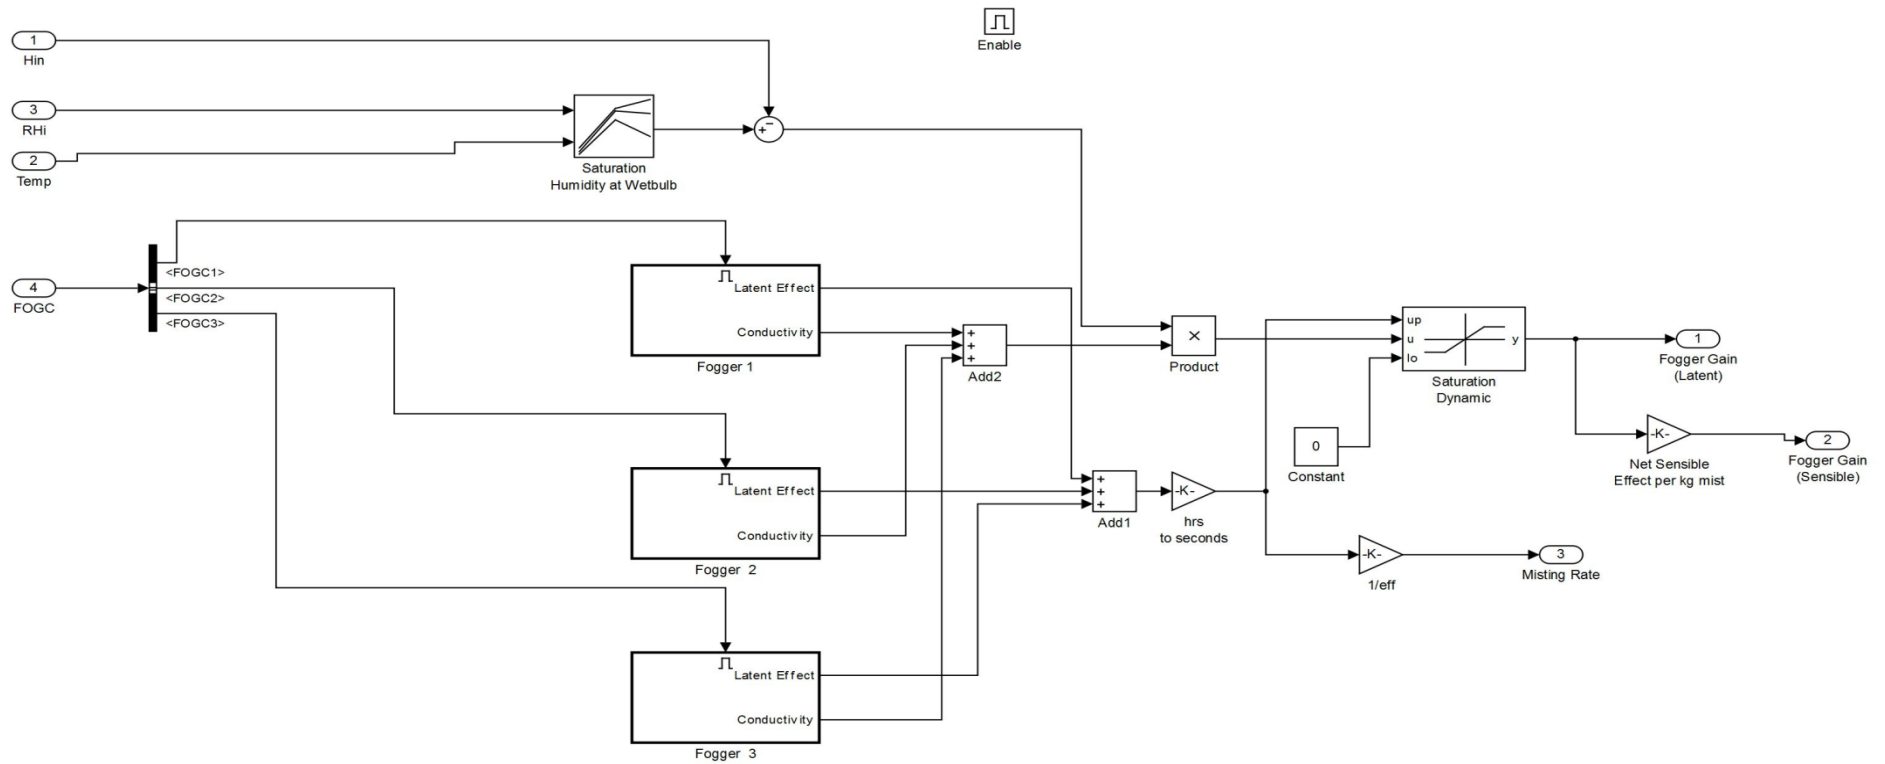 Enable
1
Hin
3
RHi
2
Temp
Saturation
Humidity at Wetbulb
+
−
4
FOGC
<FOGC1>
<FOGC2>
<FOGC3>
Latent Effect
Conductivity
Fogger 1
Latent Effect
Conductivity
Fogger 2
Latent Effect
Conductivity
Fogger 3
+
+
+
Add2
×
Product
+
+
+
Add1
-K-
hrs
to seconds
0
Constant
up
u
lo
y
Saturation
Dynamic
1
Fogger Gain
(Latent)
-K-
Net Sensible
Effect per kg mist
2
Fogger Gain
(Sensible)
-K-
1/eff
3
Misting Rate